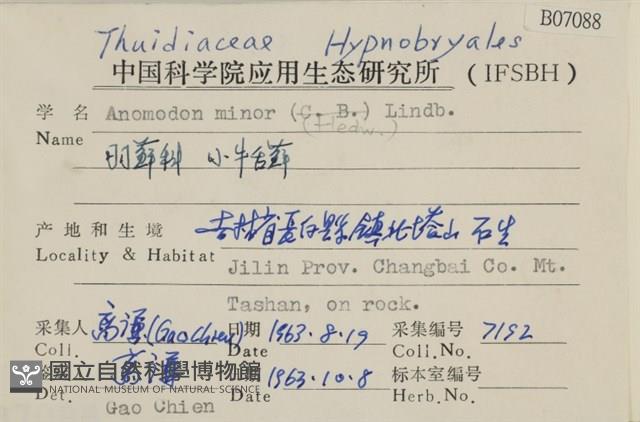 B07088
Thuidiaceae Hypnobryales
中国科学院应用生态研究所 (IFSBH)
学名 Anomodon minor (C. B.) Lindb.
Name (Hedw.)
羽藓科 小牛舌藓
产地和生境 吉林省长白县镇北塔山 石生
Locality & Habitat Jilin Prov. Changbai Co. Mt.
Tashan, on rock.
采集人 高谦(Gao Chien) 日期 1963.8.19 采集编号 7192
Coll. Date Coll.No.
國立自然科學博物館
高谦 1963.10.8 标本室编号
NATIONAL MUSEUM OF NATURAL SCIENCE
Det. Gao Chien Date Herb.No.